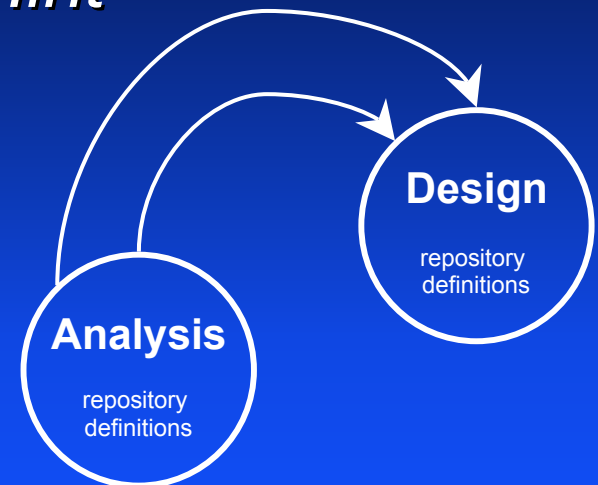 Design
repository
definitions
Analysis
repository
definitions